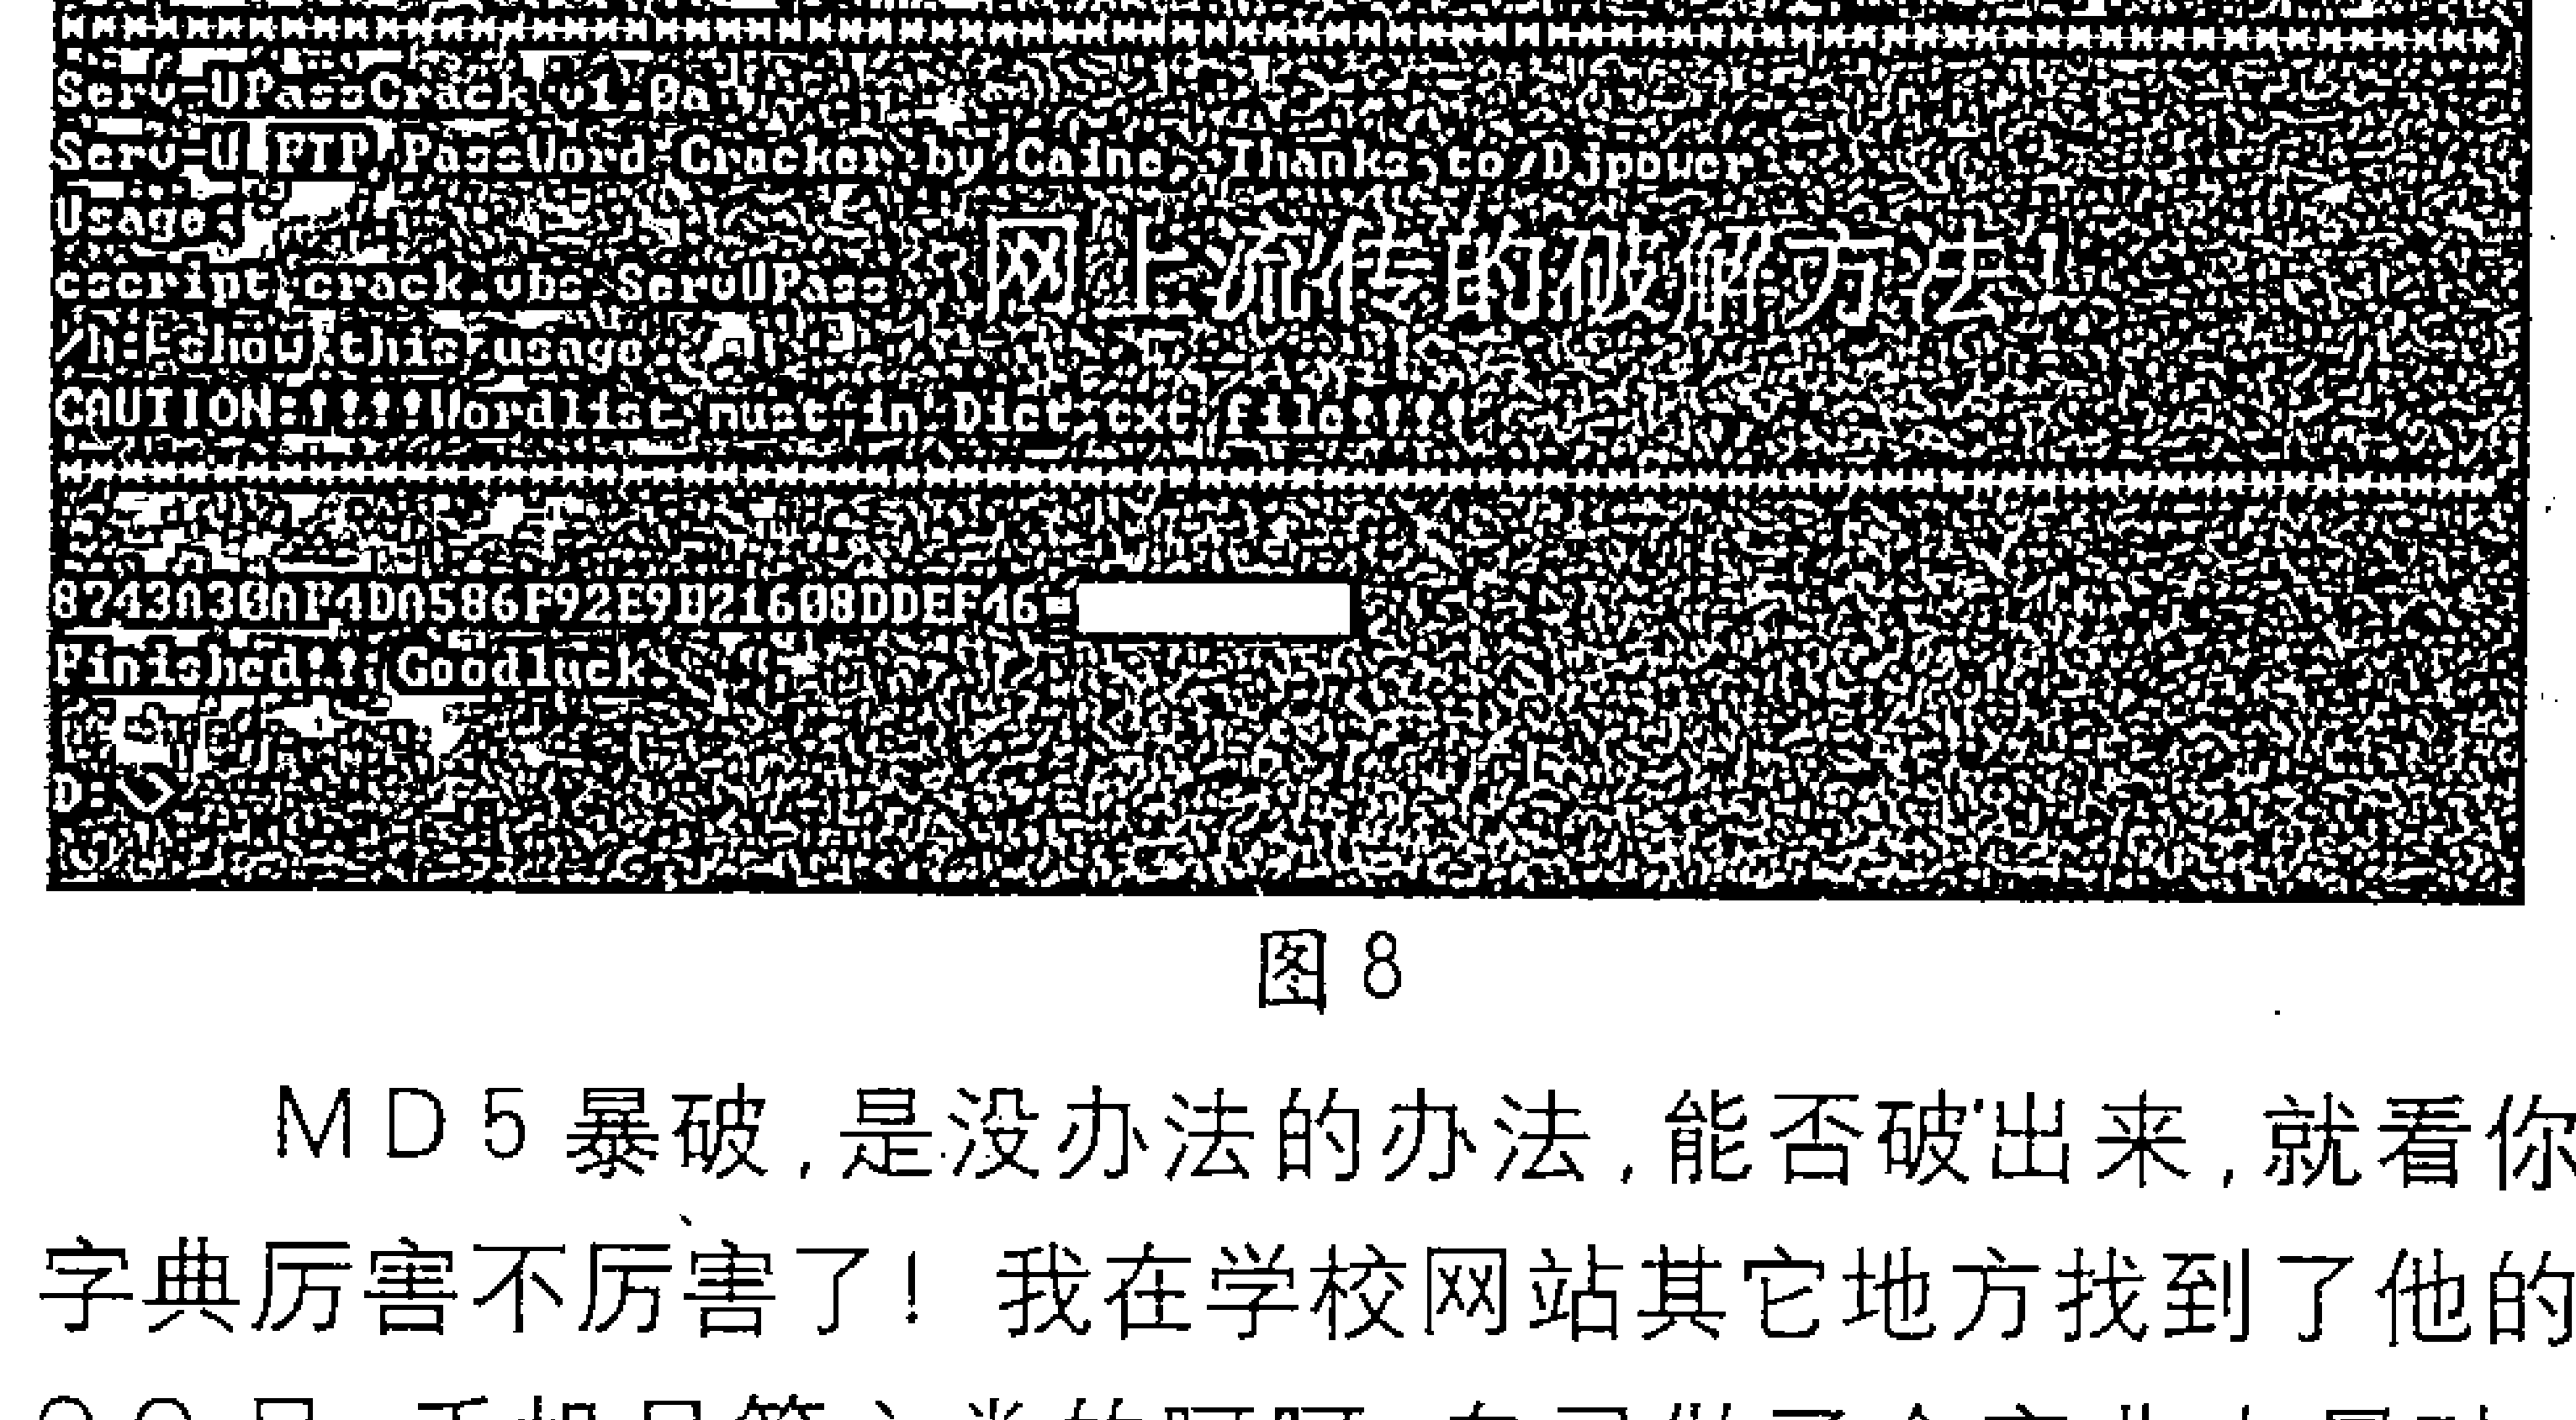 ****************************************************************************
Serv-UPassCrack v1.0a
Serv-U FTP PassWord Cracker by Caine, Thanks to Djpower
Usage:
cscript crack.vbs ServUPass
网上流传的破解方法!
/h: show this usage
CAUTION:!!!!Wordlist must in Dict.txt file!!!!
****************************************************************************
8743A30AF4DA586F92E9B21608DDEF46=
Finished!! Goodluck
D:\>
图8
MD5暴破,是没办法的办法,能否破出来,就看你
字典厉害不厉害了! 我在学校网站其它地方找到了他的